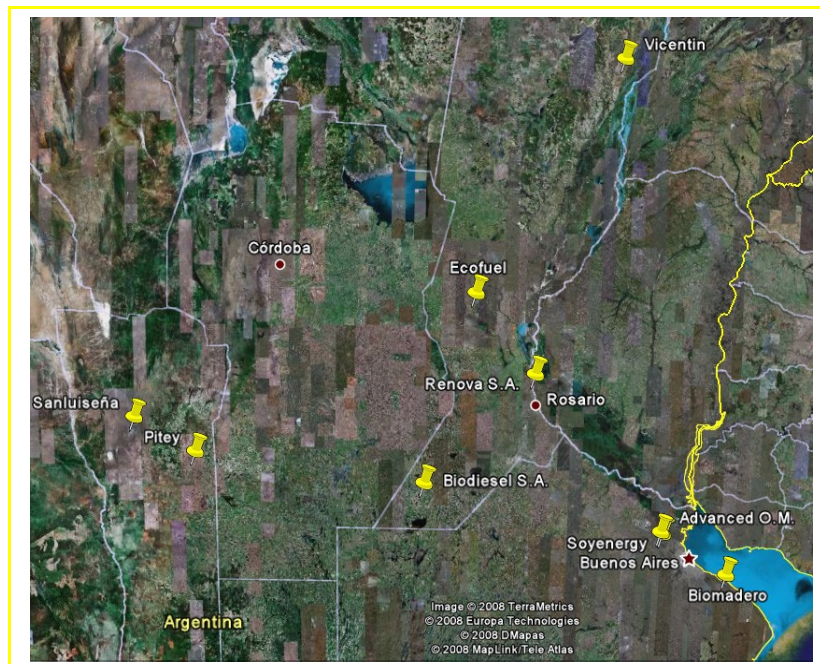 Vicentin
Córdoba
Ecofuel
Renova S.A.
Rosario
Sanluiseña
Pitey
Biodiesel S.A.
Advanced O.M.
Soyenergy
Buenos Aires
Biomadero
Argentina
Image © 2008 TerraMetrics
© 2008 Europa Technologies
© 2008 DMapas
© 2008 MapLink/Tele Atlas